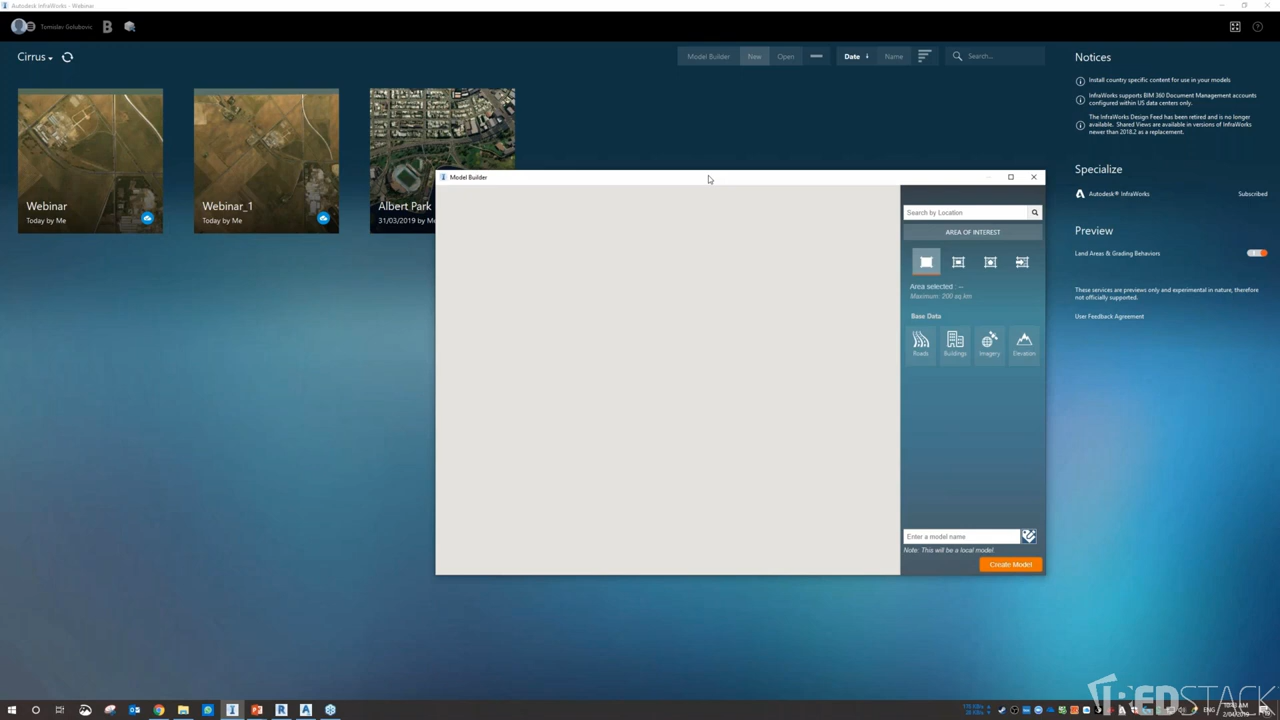 Autodesk InfraWorks - Webinar
Tomislav Golubovic
Cirrus
Model Builder
New
Open
Date
Name
Search...
Notices
Install country specific content for use in your models
InfraWorks supports BIM 360 Document Management accounts
configured within US data centers only.
The InfraWorks Design Feed has been retired and is no longer
available. Shared Views are available in versions of InfraWorks
newer than 2018.2 as a replacement.
Specialize
Autodesk® InfraWorks
Subscribed
Preview
Land Areas & Grading Behaviors
These services are previews only and experimental in nature, therefore
not officially supported.
User Feedback Agreement
Webinar
Today by Me
Webinar_1
Today by Me
Albert Park
31/03/2019 by Me
Model Builder
Search by Location
AREA OF INTEREST
Area selected : --
Maximum: 200 sq.km
Base Data
Roads
Buildings
Imagery
Elevation
Enter a model name
Note: This will be a local model.
Create Model
REDSTACK
ENG
2/04/2019